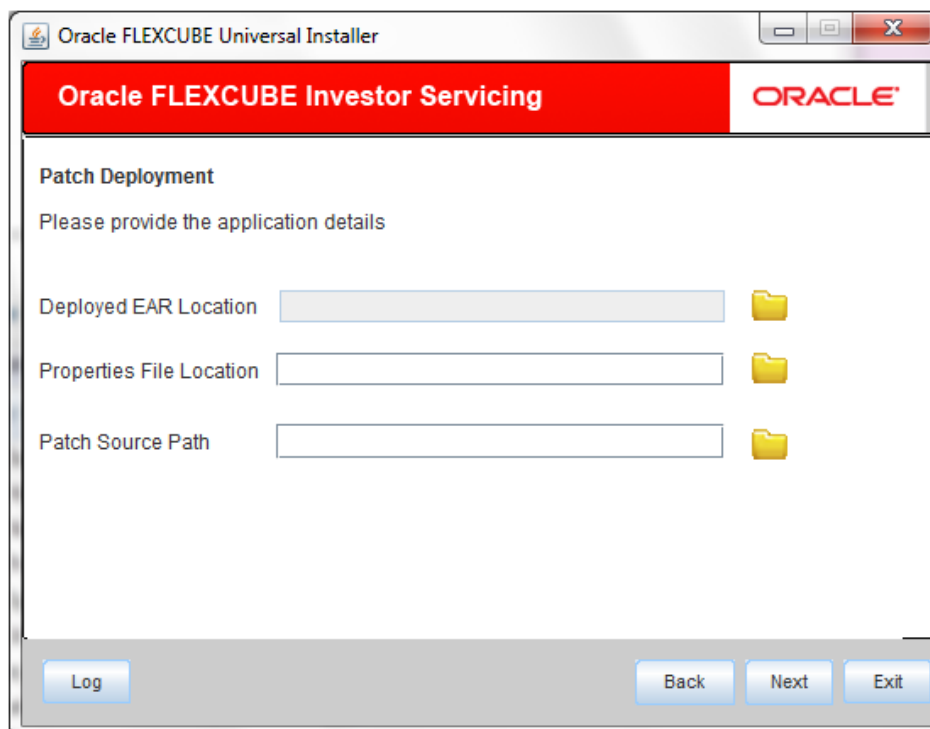 Oracle FLEXCUBE Universal Installer
Oracle FLEXCUBE Investor Servicing
ORACLE
Patch Deployment
Please provide the application details
Deployed EAR Location
Properties File Location
Patch Source Path
Log Back Next Exit